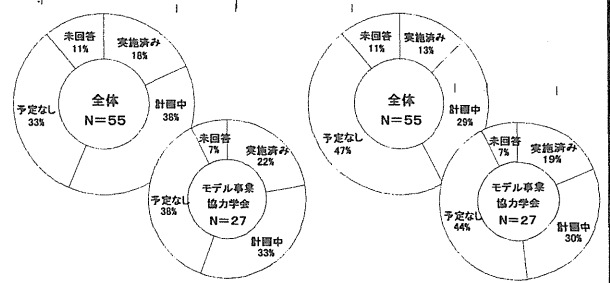 未回答
11%
実施済み
18%
全体
N=55
計画中
38%
予定なし
33%
未回答
7%
実施済み
22%
モデル事業
協力学会
N=27
計画中
33%
予定なし
38%
未回答
11%
実施済み
13%
全体
N=55
計画中
29%
予定なし
47%
未回答
7%
実施済み
19%
モデル事業
協力学会
N=27
計画中
30%
予定なし
44%